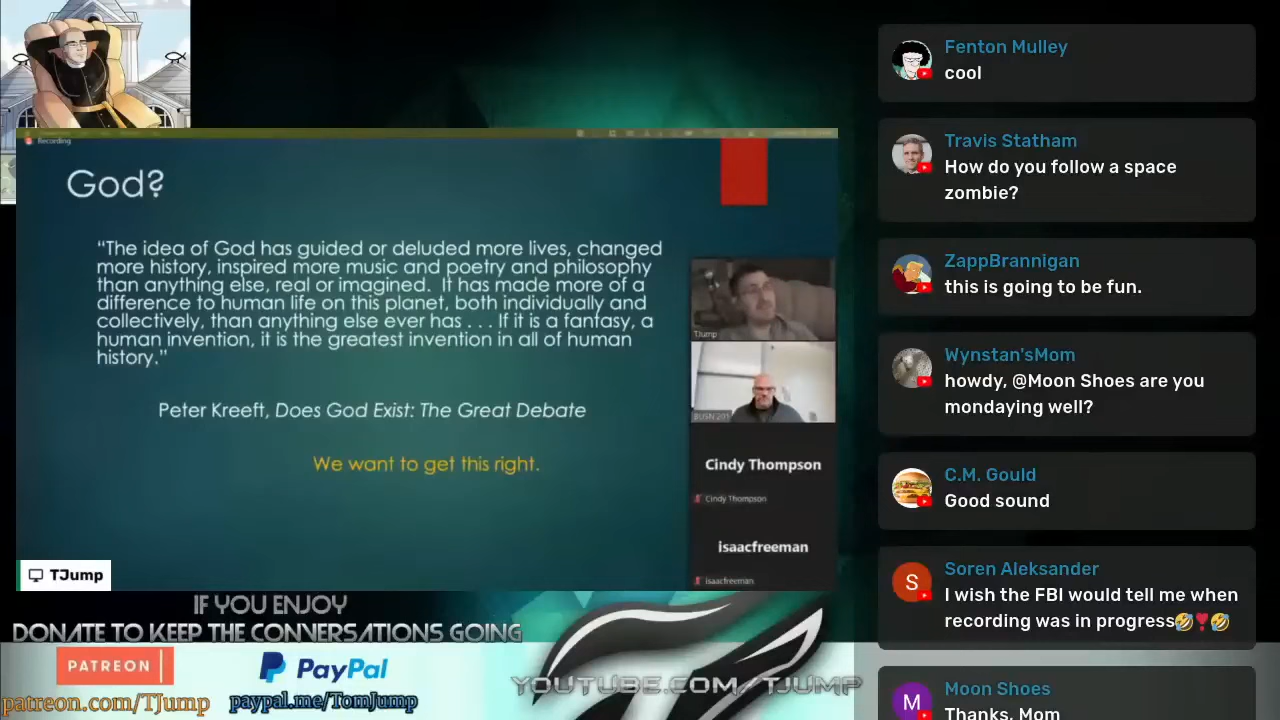 Recording
God?
“The idea of God has guided or deluded more lives, changed
more history, inspired more music and poetry and philosophy
than anything else, real or imagined.  It has made more of a
difference to human life on this planet, both individually and
collectively, than anything else ever has . . . If it is a fantasy, a
human invention, it is the greatest invention in all of human
history.”
Peter Kreeft, Does God Exist: The Great Debate
We want to get this right.
TJump
BUSN 201
Cindy Thompson
Cindy Thompson
isaacfreeman
isaacfreeman
TJump
IF YOU ENJOY
DONATE TO KEEP THE CONVERSATIONS GOING
PATREON
PayPal
patreon.com/TJump
paypal.me/TomJump
YOUTUBE.COM/TJUMP
Fenton Mulley
cool
Travis Statham
How do you follow a space
zombie?
ZappBrannigan
this is going to be fun.
Wynstan'sMom
howdy, @Moon Shoes are you
mondaying well?
C.M. Gould
Good sound
S
Soren Aleksander
I wish the FBI would tell me when
recording was in progress🤣❣️🤣
M
Moon Shoes
Thanks, Mom